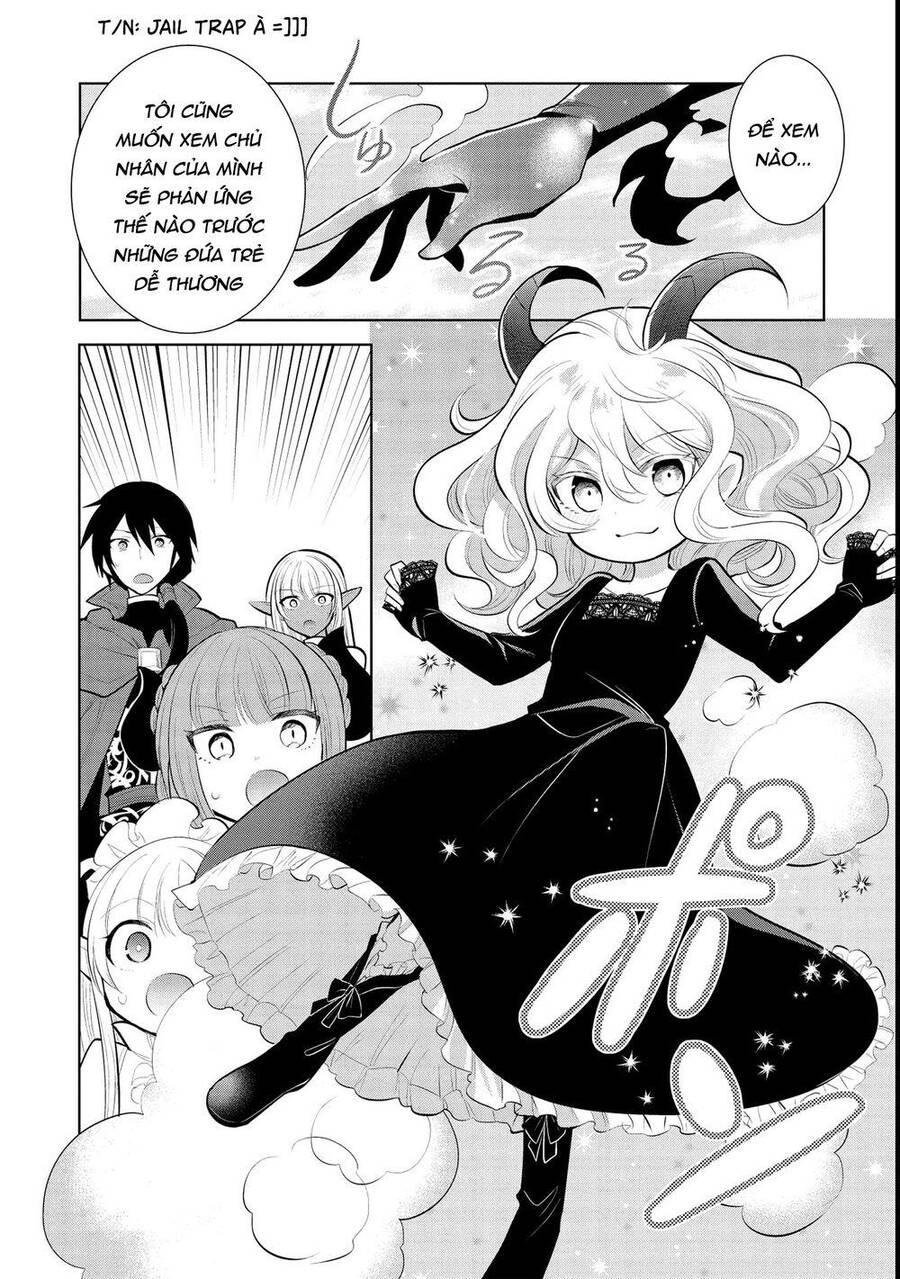 T/N: JAIL TRAP À =]]]
ĐỂ XEM
NÀO...
TÔI CŨNG
MUỐN XEM CHỦ
NHÂN CỦA MÌNH
SẼ PHẢN ỨNG
THẾ NÀO TRƯỚC
NHỮNG ĐỨA TRẺ
DỄ THƯƠNG
しゅるる
ポン